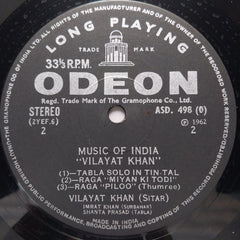 LONG PLAYING
TRADE MARK
33⅓ R.P.M.
ODEON
Regd. Trade Mark of The Gramophone Co., Ltd.
STEREO
ASD. 498 (O)
(2YEF.6)
Ⓟ 1962
2
2
MUSIC OF INDIA
"VILAYAT KHAN"
(1)—TABLA SOLO IN TIN-TAL
(2)—RAGA "MIYAN KI TODI"
(3)—RAGA "PILOO" (Thumree)
VILAYAT KHAN (SITAR)
IMRAT KHAN (SURBAHAR)
SHANTA PRASAD (TABLA)
MADE IN INDIA